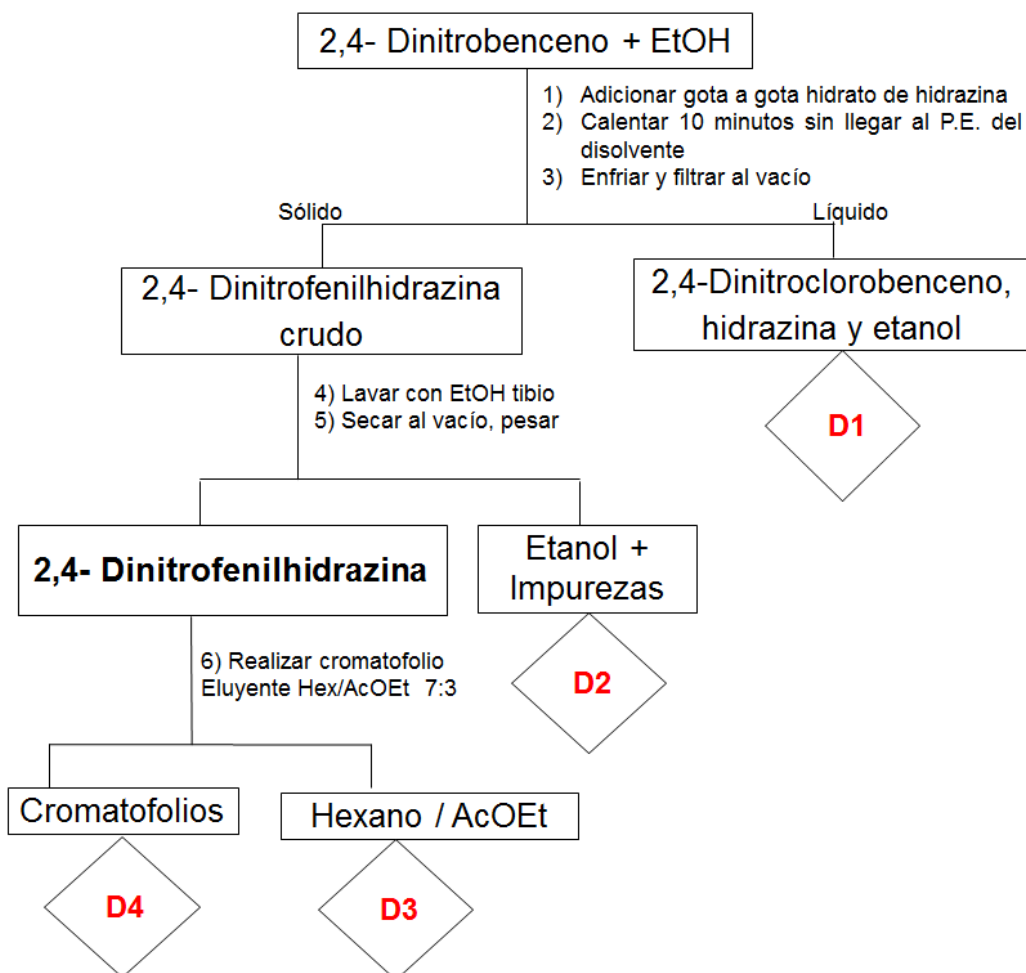 2,4- Dinitrobenceno + EtOH
1) Adicionar gota a gota hidrato de hidrazina
2) Calentar 10 minutos sin llegar al P.E. del
disolvente
3) Enfriar y filtrar al vacío
Sólido
Líquido
2,4- Dinitrofenilhidrazina
crudo
2,4-Dinitroclorobenceno,
hidrazina y etanol
4) Lavar con EtOH tibio
5) Secar al vacío, pesar
D1
2,4- Dinitrofenilhidrazina
Etanol +
Impurezas
6) Realizar cromatofolio
Eluyente Hex/AcOEt 7:3
D2
Cromatofolios
Hexano / AcOEt
D4
D3